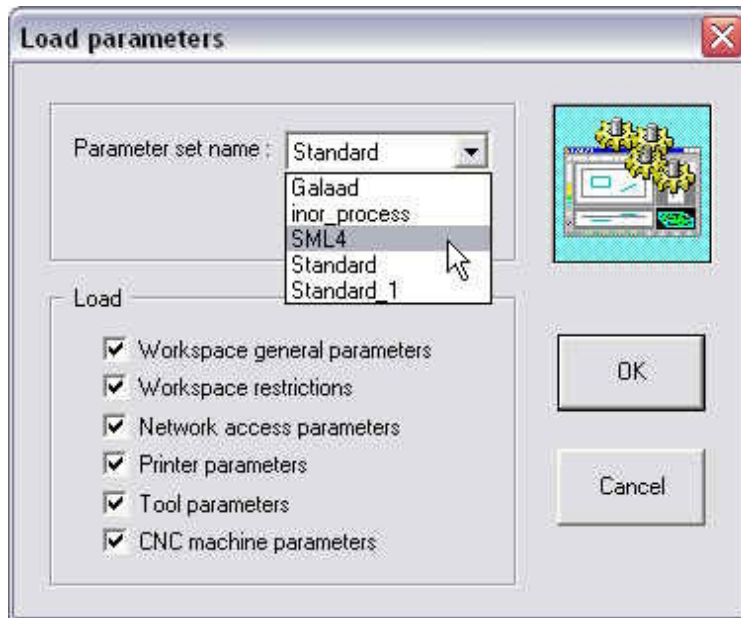 Load parameters
Parameter set name :
Standard
Galaad
inor_process
SML4
Standard
Standard_1
Load
Workspace general parameters
Workspace restrictions
Network access parameters
Printer parameters
Tool parameters
CNC machine parameters
OK
Cancel